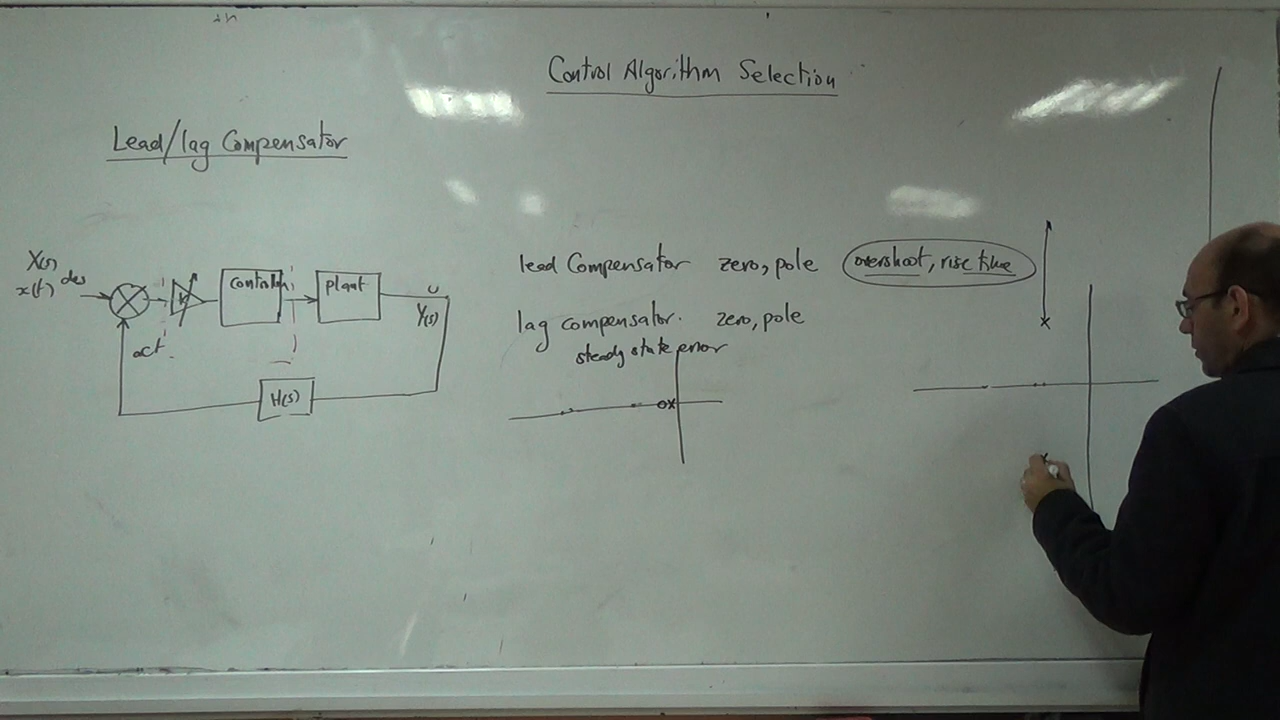 Control Algorithm Selection
Lead/lag Compensator
X(s)
x(t) des
act.
K
plant
Y(s)
H(s)
lead Compensator zero, pole overshoot, rise time
lag compensator. zero, pole
steady state error